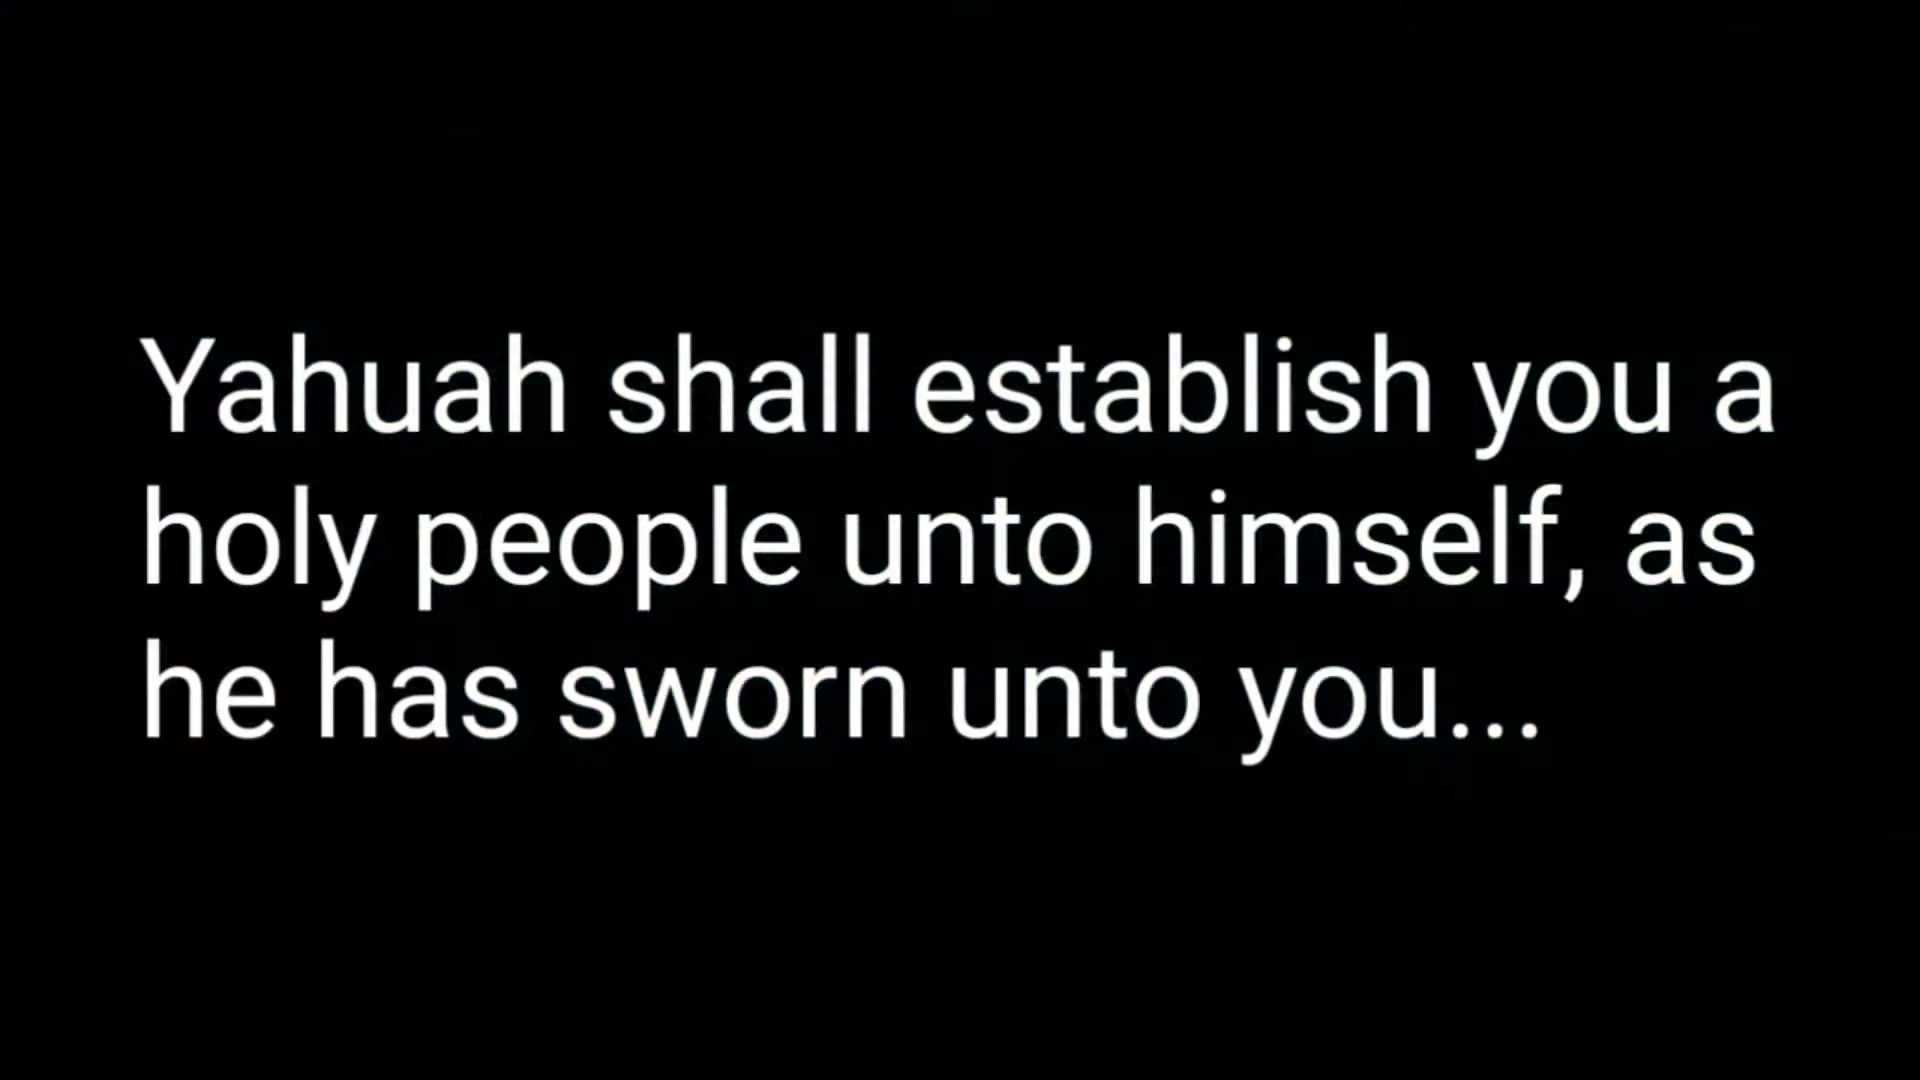 Yahuah shall establish you a
holy people unto himself, as
he has sworn unto you...